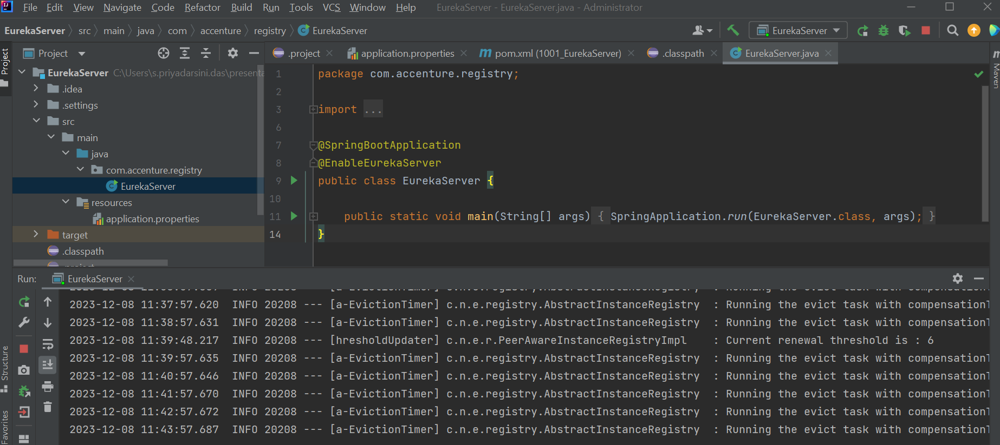 File Edit View Navigate Code Refactor Build Run Tools VCS Window Help EurekaServer - EurekaServer.java - Administrator
EurekaServer src main java com accenture registry EurekaServer EurekaServer
Project
Project
.project application.properties pom.xml (1001_EurekaServer) .classpath EurekaServer.java
Maven
EurekaServer C:\Users\s.priyadarsini.das\presenta
.idea
.settings
src
main
java
com.accenture.registry
EurekaServer
resources
application.properties
target
.classpath
.project
1 package com.accenture.registry;
2
3 import ...
6
7 @SpringBootApplication
8 @EnableEurekaServer
9 public class EurekaServer {
10
11 public static void main(String[] args) { SpringApplication.run(EurekaServer.class, args); }
14 }
Run: EurekaServer
2023-12-08 11:37:57.620 INFO 20208 --- [a-EvictionTimer] c.n.e.registry.AbstractInstanceRegistry : Running the evict task with compensationT
2023-12-08 11:38:57.631 INFO 20208 --- [a-EvictionTimer] c.n.e.registry.AbstractInstanceRegistry : Running the evict task with compensationT
2023-12-08 11:39:48.217 INFO 20208 --- [hresholdUpdater] c.n.e.r.PeerAwareInstanceRegistryImpl : Current renewal threshold is : 6
2023-12-08 11:39:57.635 INFO 20208 --- [a-EvictionTimer] c.n.e.registry.AbstractInstanceRegistry : Running the evict task with compensationT
2023-12-08 11:40:57.646 INFO 20208 --- [a-EvictionTimer] c.n.e.registry.AbstractInstanceRegistry : Running the evict task with compensationT
2023-12-08 11:41:57.670 INFO 20208 --- [a-EvictionTimer] c.n.e.registry.AbstractInstanceRegistry : Running the evict task with compensationT
2023-12-08 11:42:57.672 INFO 20208 --- [a-EvictionTimer] c.n.e.registry.AbstractInstanceRegistry : Running the evict task with compensationT
2023-12-08 11:43:57.687 INFO 20208 --- [a-EvictionTimer] c.n.e.registry.AbstractInstanceRegistry : Running the evict task with compensationT
Structure
Favorites